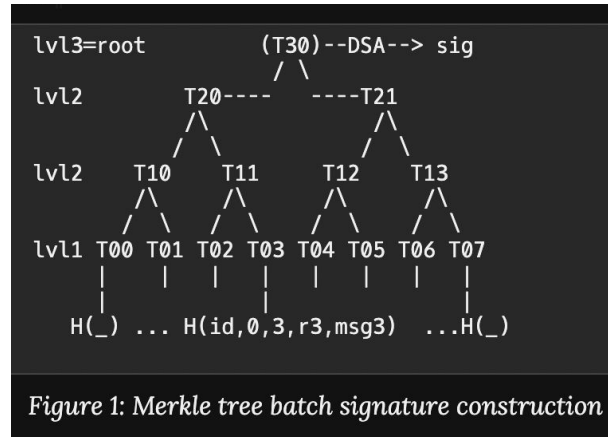 lvl3=root (T30)--DSA--> sig
/ \
lvl2 T20---- ----T21
/\ /\
/ \ / \
lvl2 T10 T11 T12 T13
/\ /\ /\ /\
/ \ / \ / \ / \
lvl1 T00 T01 T02 T03 T04 T05 T06 T07
| | | | | | | |
| | |
H(_) ... H(id,0,3,r3,msg3) ...H(_)
Figure 1: Merkle tree batch signature construction